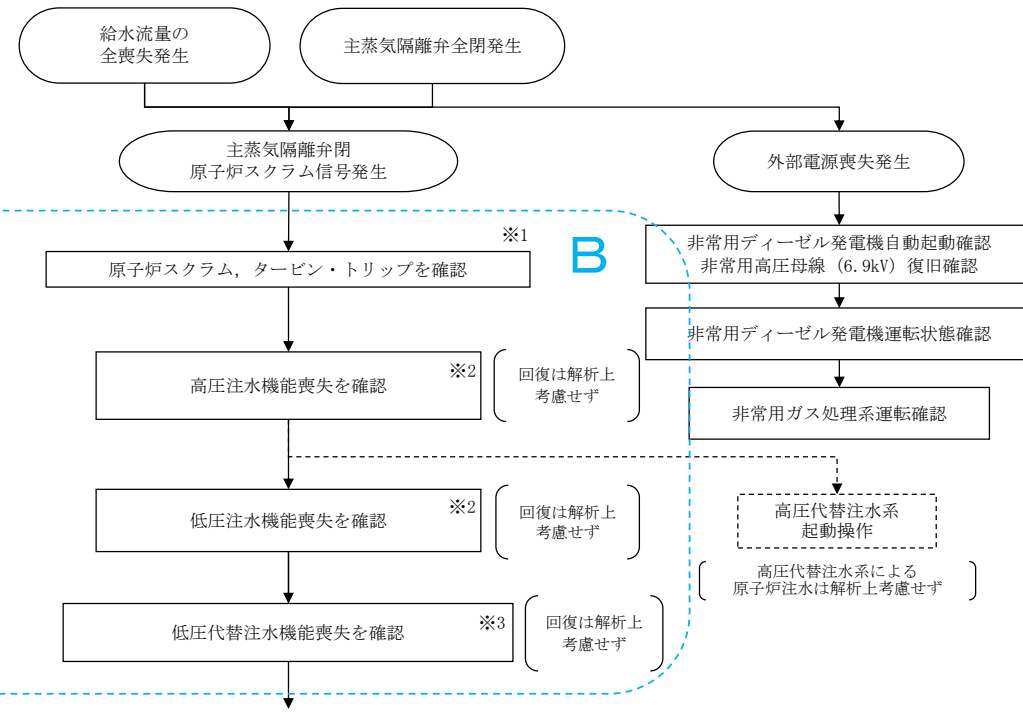 給水流量の
全喪失発生
主蒸気隔離弁全閉発生
主蒸気隔離弁閉
原子炉スクラム信号発生
外部電源喪失発生
※1
原子炉スクラム，タービン・トリップを確認
B
非常用ディーゼル発電機自動起動確認
非常用高圧母線（6.9kV）復旧確認
非常用ディーゼル発電機運転状態確認
高圧注水機能喪失を確認
※2
回復は解析上
考慮せず
非常用ガス処理系運転確認
低圧注水機能喪失を確認
※2
回復は解析上
考慮せず
高圧代替注水系
起動操作
高圧代替注水系による
原子炉注水は解析上考慮せず
低圧代替注水機能喪失を確認
※3
回復は解析上
考慮せず